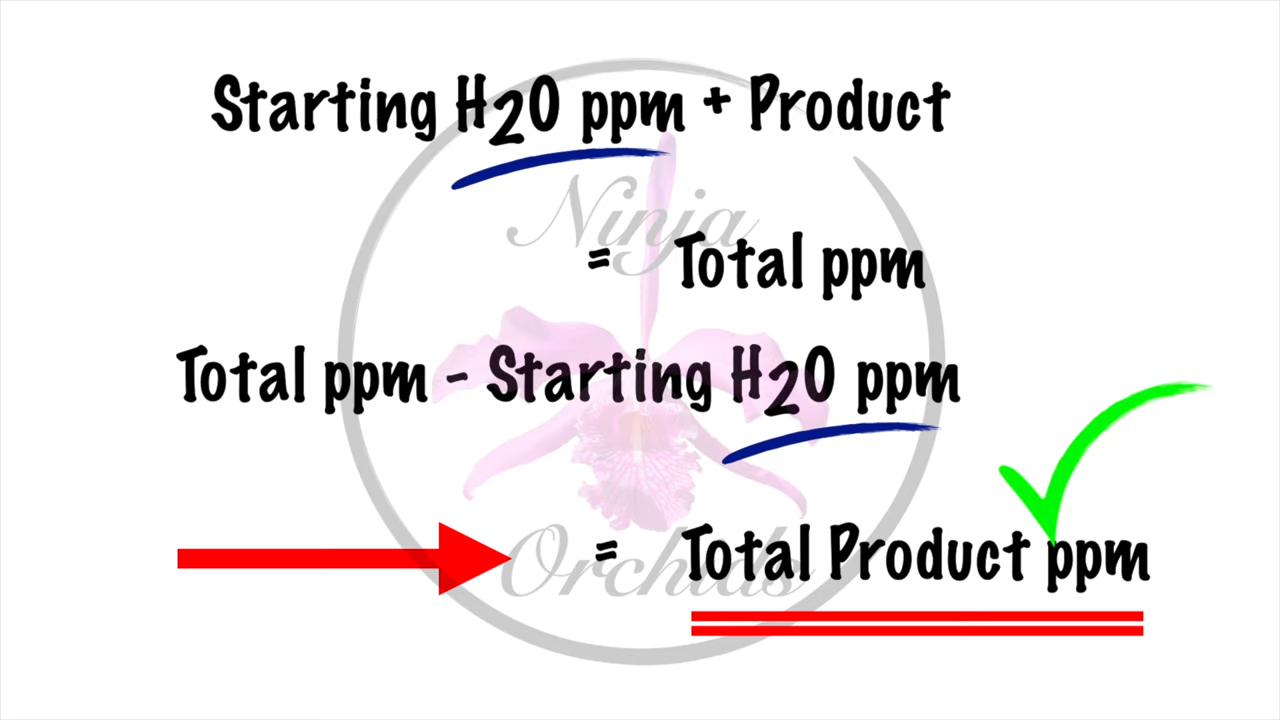 Starting H2O ppm + Product
Ninja
= Total ppm
Total ppm - Starting H2O ppm
= Total Product ppm
Orchids